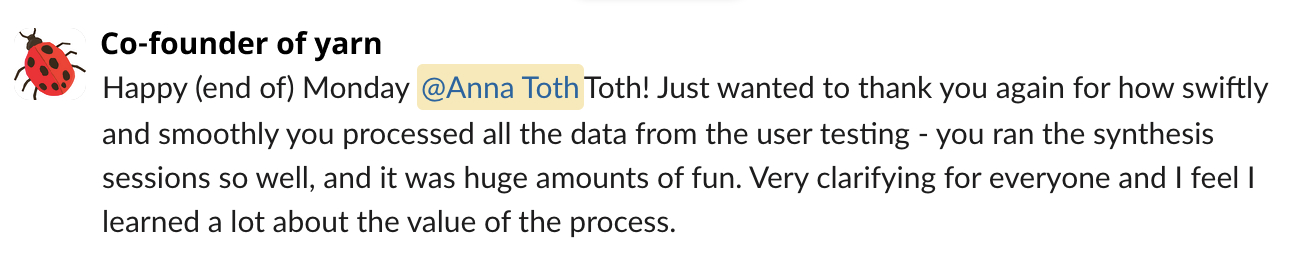 Co-founder of yarn
Happy (end of) Monday @Anna Toth Toth! Just wanted to thank you again for how swiftly
and smoothly you processed all the data from the user testing - you ran the synthesis
sessions so well, and it was huge amounts of fun. Very clarifying for everyone and I feel I
learned a lot about the value of the process.